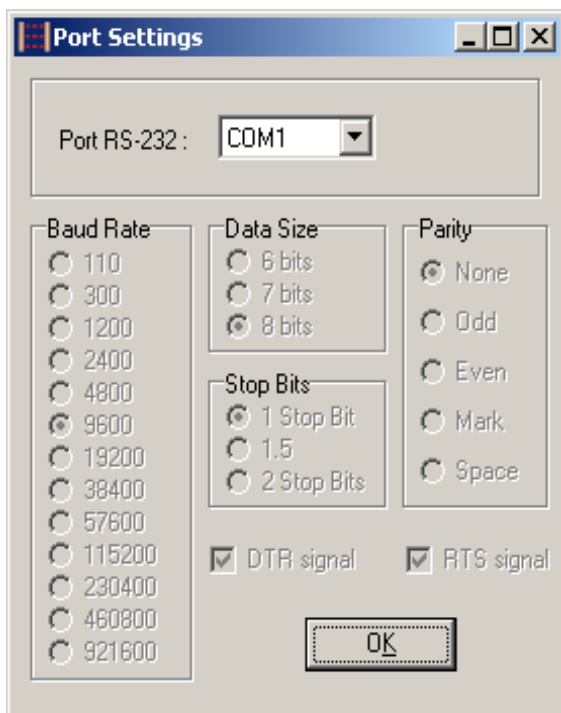 Port Settings
Port RS-232 :
COM1
Baud Rate
110
300
1200
2400
4800
9600
19200
38400
57600
115200
230400
460800
921600
Data Size
6 bits
7 bits
8 bits
Stop Bits
1 Stop Bit
1.5
2 Stop Bits
Parity
None
Odd
Even
Mark
Space
DTR signal
RTS signal
OK